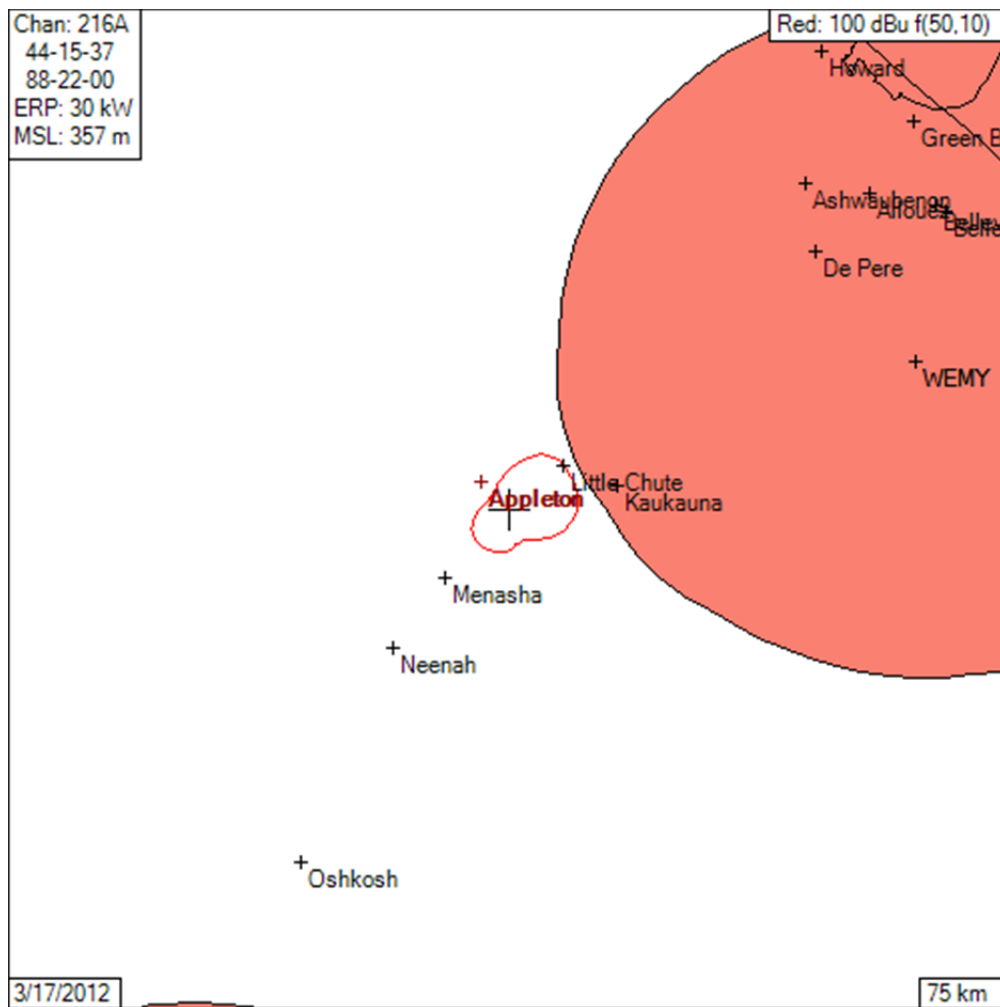 Chan: 216A
44-15-37
88-22-00
ERP: 30 kW
MSL: 357 m
Red: 100 dBu f(50,10)
Howard
Green B
Ashwaubenon
Allouez
De Pere
WEMY
Little Chute
Appleton
Kaukauna
Menasha
Neenah
Oshkosh
3/17/2012
75 km